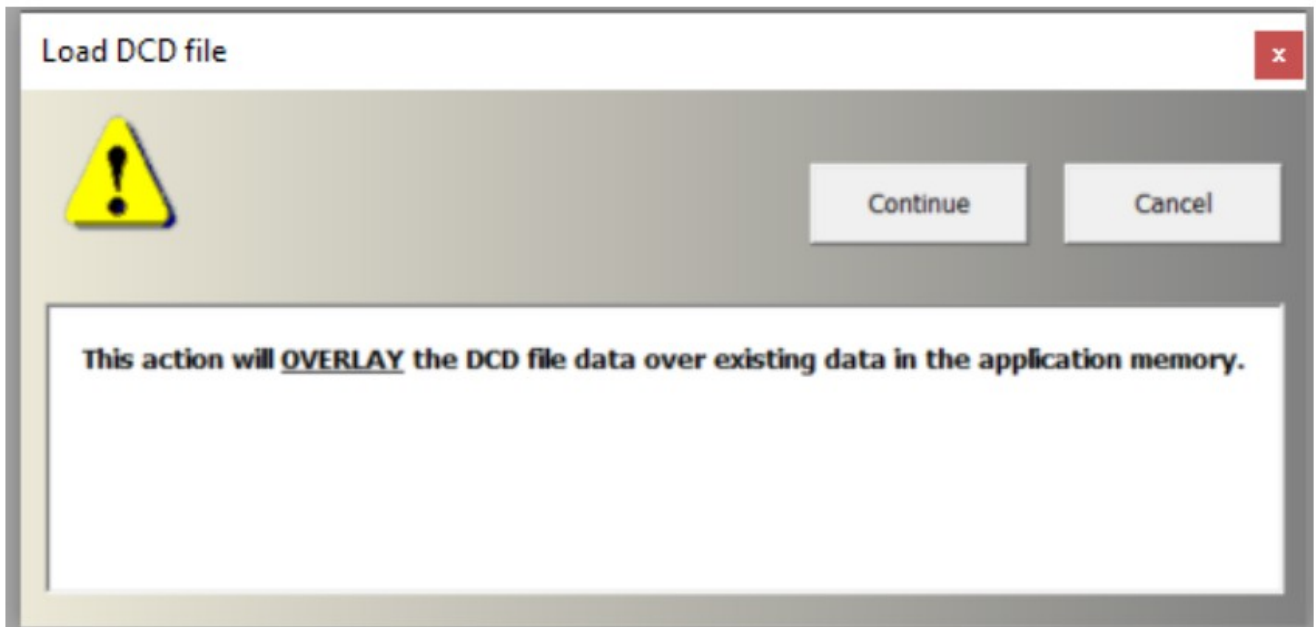 Load DCD file
x
Continue
Cancel
This action will OVERLAY the DCD file data over existing data in the application memory.